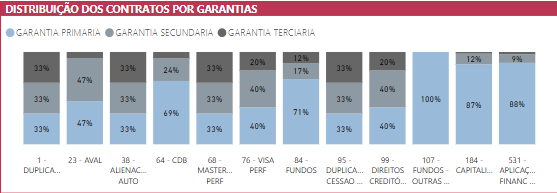 DISTRIBUIÇÃO DOS CONTRATOS POR GARANTIAS
GARANTIA PRIMARIA GARANTIA SECUNDARIA GARANTIA TERCIARIA
33% 47% 33% 24% 33% 20% 12% 33% 20% 12% 9%
17%
33% 33% 33% 40% 33% 40%
33% 47% 33% 69% 33% 40% 71% 33% 40% 100% 87% 88%
1 - 23 - AVAL 38 - 64 - CDB 68 - 76 - VISA 84 - 95 - 99 - 107 - 184 - 531 -
DUPLICA... ALIENAC... MASTER... PERF FUNDOS DUPLICA... DIREITOS FUNDOS - CAPITALI... APLICAÇ...
AUTO PERF CESSAO ... CREDITÓ... OUTRAS ... FINANC ...